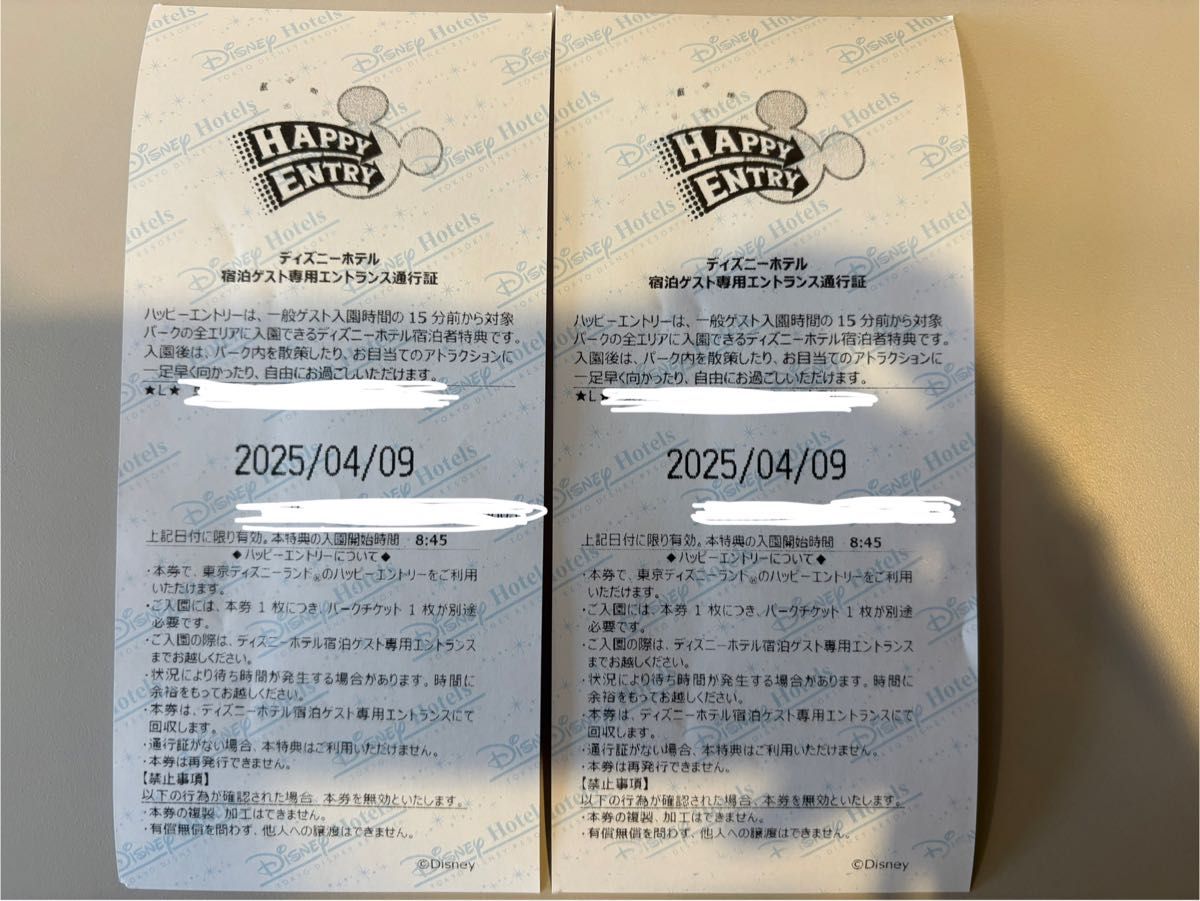 HAPPY
ENTRY
ディズニーホテル
宿泊ゲスト専用エントランス通行証
ハッピーエントリーは、一般ゲスト入園時間の 15 分前から対象
パークの全エリアに入園できるディズニーホテル宿泊者特典です。
入園後は、パーク内を散策したり、お目当てのアトラクションに
一足早く向かったり、自由にお過ごしいただけます。
★L★
2025/04/09
上記日付に限り有効。本特典の入園開始時間 8:45
◆ハッピーエントリーについて◆
・本券で、東京ディズニーランド®のハッピーエントリーをご利用
いただけます。
・ご入園には、本券 1 枚につき、パークチケット 1 枚が別途
必要です。
・ご入園の際は、ディズニーホテル宿泊ゲスト専用エントランス
までお越しください。
・状況により待ち時間が発生する場合があります。時間に
余裕をもってお越しください。
・本券は、ディズニーホテル宿泊ゲスト専用エントランスにて
回収します。
・通行証がない場合、本特典はご利用いただけません。
・本券は再発行できません。
【禁止事項】
以下の行為が確認された場合、本券を無効といたします。
・本券の複製、加工はできません。
・有償無償を問わず、他人への譲渡はできません。
©Disney
HAPPY
ENTRY
ディズニーホテル
宿泊ゲスト専用エントランス通行証
ハッピーエントリーは、一般ゲスト入園時間の 15 分前から対象
パークの全エリアに入園できるディズニーホテル宿泊者特典です。
入園後は、パーク内を散策したり、お目当てのアトラクションに
一足早く向かったり、自由にお過ごしいただけます。
★L
2025/04/09
上記日付に限り有効。本特典の入園開始時間 8:45
◆ハッピーエントリーについて◆
・本券で、東京ディズニーランド®のハッピーエントリーをご利用
いただけます。
・ご入園には、本券 1 枚につき、パークチケット 1 枚が別途
必要です。
・ご入園の際は、ディズニーホテル宿泊ゲスト専用エントランス
までお越しください。
・状況により待ち時間が発生する場合があります。時間に
余裕をもってお越しください。
・本券は、ディズニーホテル宿泊ゲスト専用エントランスにて
回収します。
・通行証がない場合、本特典はご利用いただけません。
・本券は再発行できません。
【禁止事項】
以下の行為が確認された場合、本券を無効といたします。
・本券の複製、加工はできません。
・有償無償を問わず、他人への譲渡はできません。
©Disney